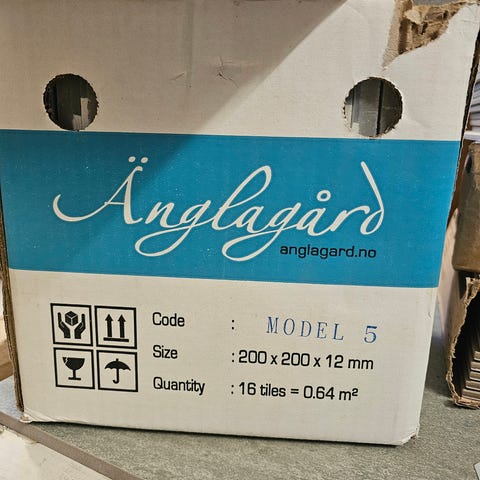 Änglagård
anglagard.no
Code : MODEL 5
Size : 200 x 200 x 12 mm
Quantity : 16 tiles = 0.64 m²